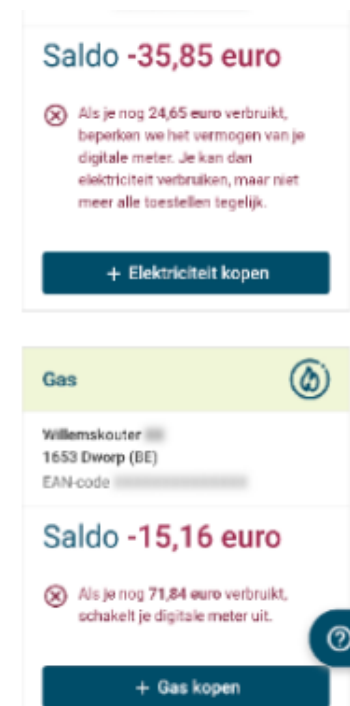 Saldo -35,85 euro
Als je nog 24,65 euro verbruikt,
beperken we het vermogen van je
digitale meter. Je kan dan
elektriciteit verbruiken, maar niet
meer alle toestellen tegelijk.
+ Elektriciteit kopen
Gas
Willemskouter
1653 Dworp (BE)
EAN-code
Saldo -15,16 euro
Als je nog 71,84 euro verbruikt,
schakelt je digitale meter uit.
?
+ Gas kopen